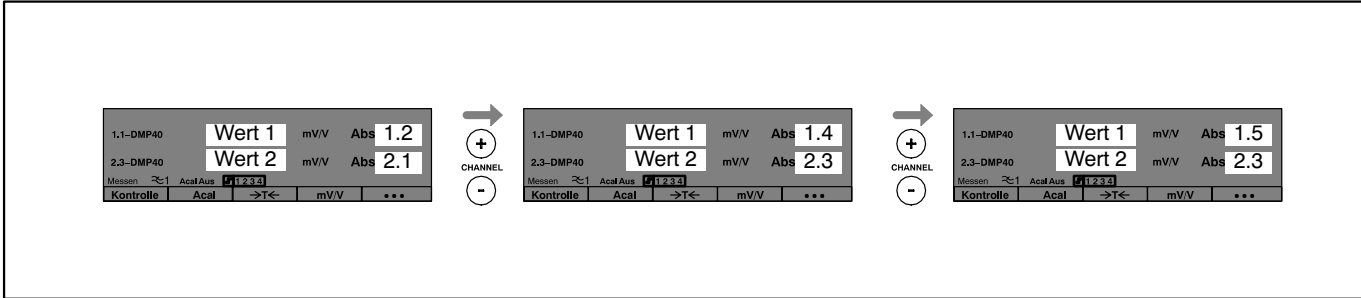 1.1–DMP40 Wert 1 mV/V Abs 1.2
2.3–DMP40 Wert 2 mV/V Abs 2.1
Messen 1 Acal Aus 1 2 3 4
Kontrolle Acal →T← mV/V •••
+
CHANNEL
-
1.1–DMP40 Wert 1 mV/V Abs 1.4
2.3–DMP40 Wert 2 mV/V Abs 2.3
Messen 1 Acal Aus 1 2 3 4
Kontrolle Acal →T← mV/V •••
+
CHANNEL
-
1.1–DMP40 Wert 1 mV/V Abs 1.5
2.3–DMP40 Wert 2 mV/V Abs 2.3
Messen 1 Acal Aus 1 2 3 4
Kontrolle Acal →T← mV/V •••